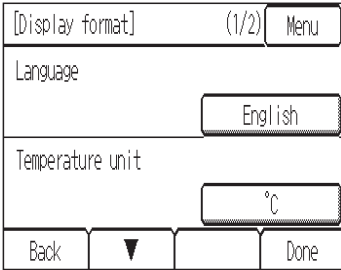 [Display format] (1/2) Menu
Language
English
Temperature unit
°C
Back ▼ Done